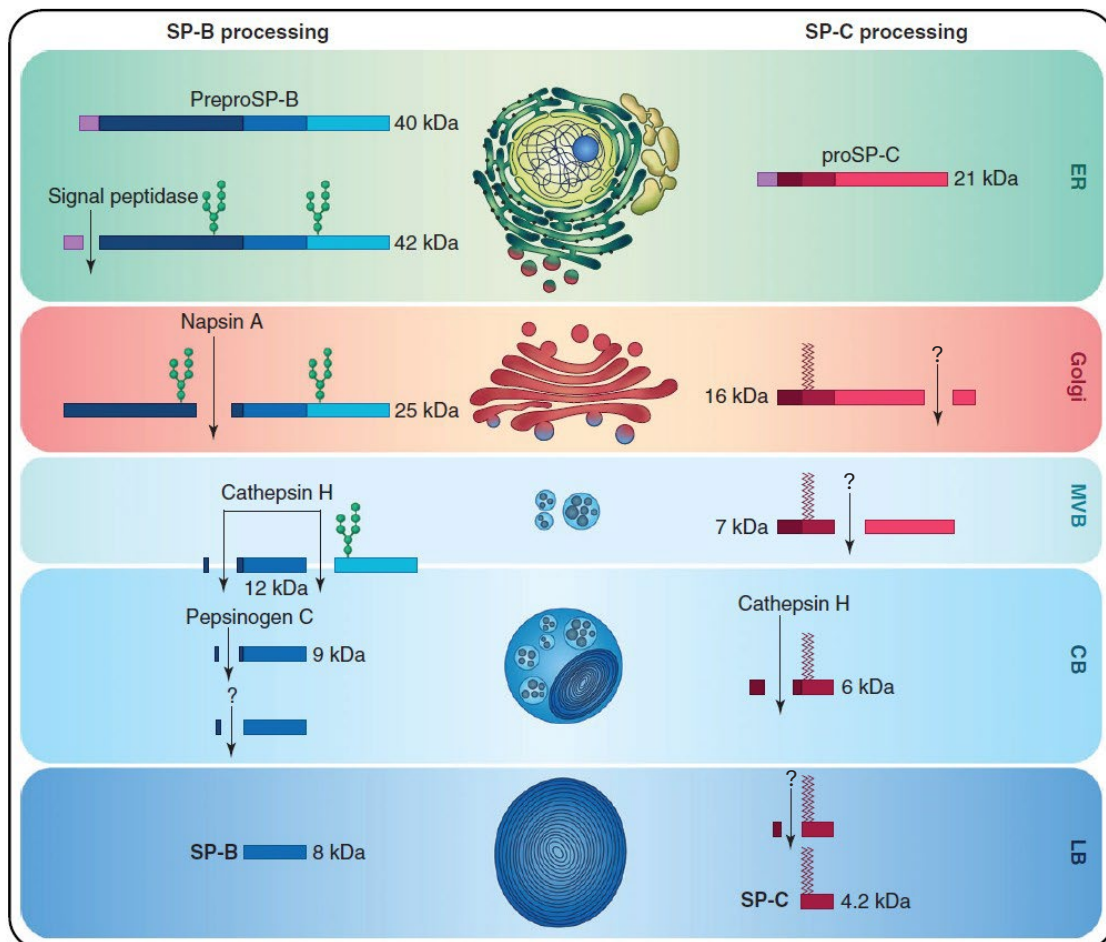 SP-B processing
SP-C processing
PreproSP-B
40 kDa
proSP-C
21 kDa
ER
Signal peptidase
42 kDa
Napsin A
25 kDa
?
16 kDa
Golgi
Cathepsin H
12 kDa
?
7 kDa
MVB
Pepsinogen C
9 kDa
?
Cathepsin H
6 kDa
CB
SP-B
8 kDa
?
SP-C
4.2 kDa
LB